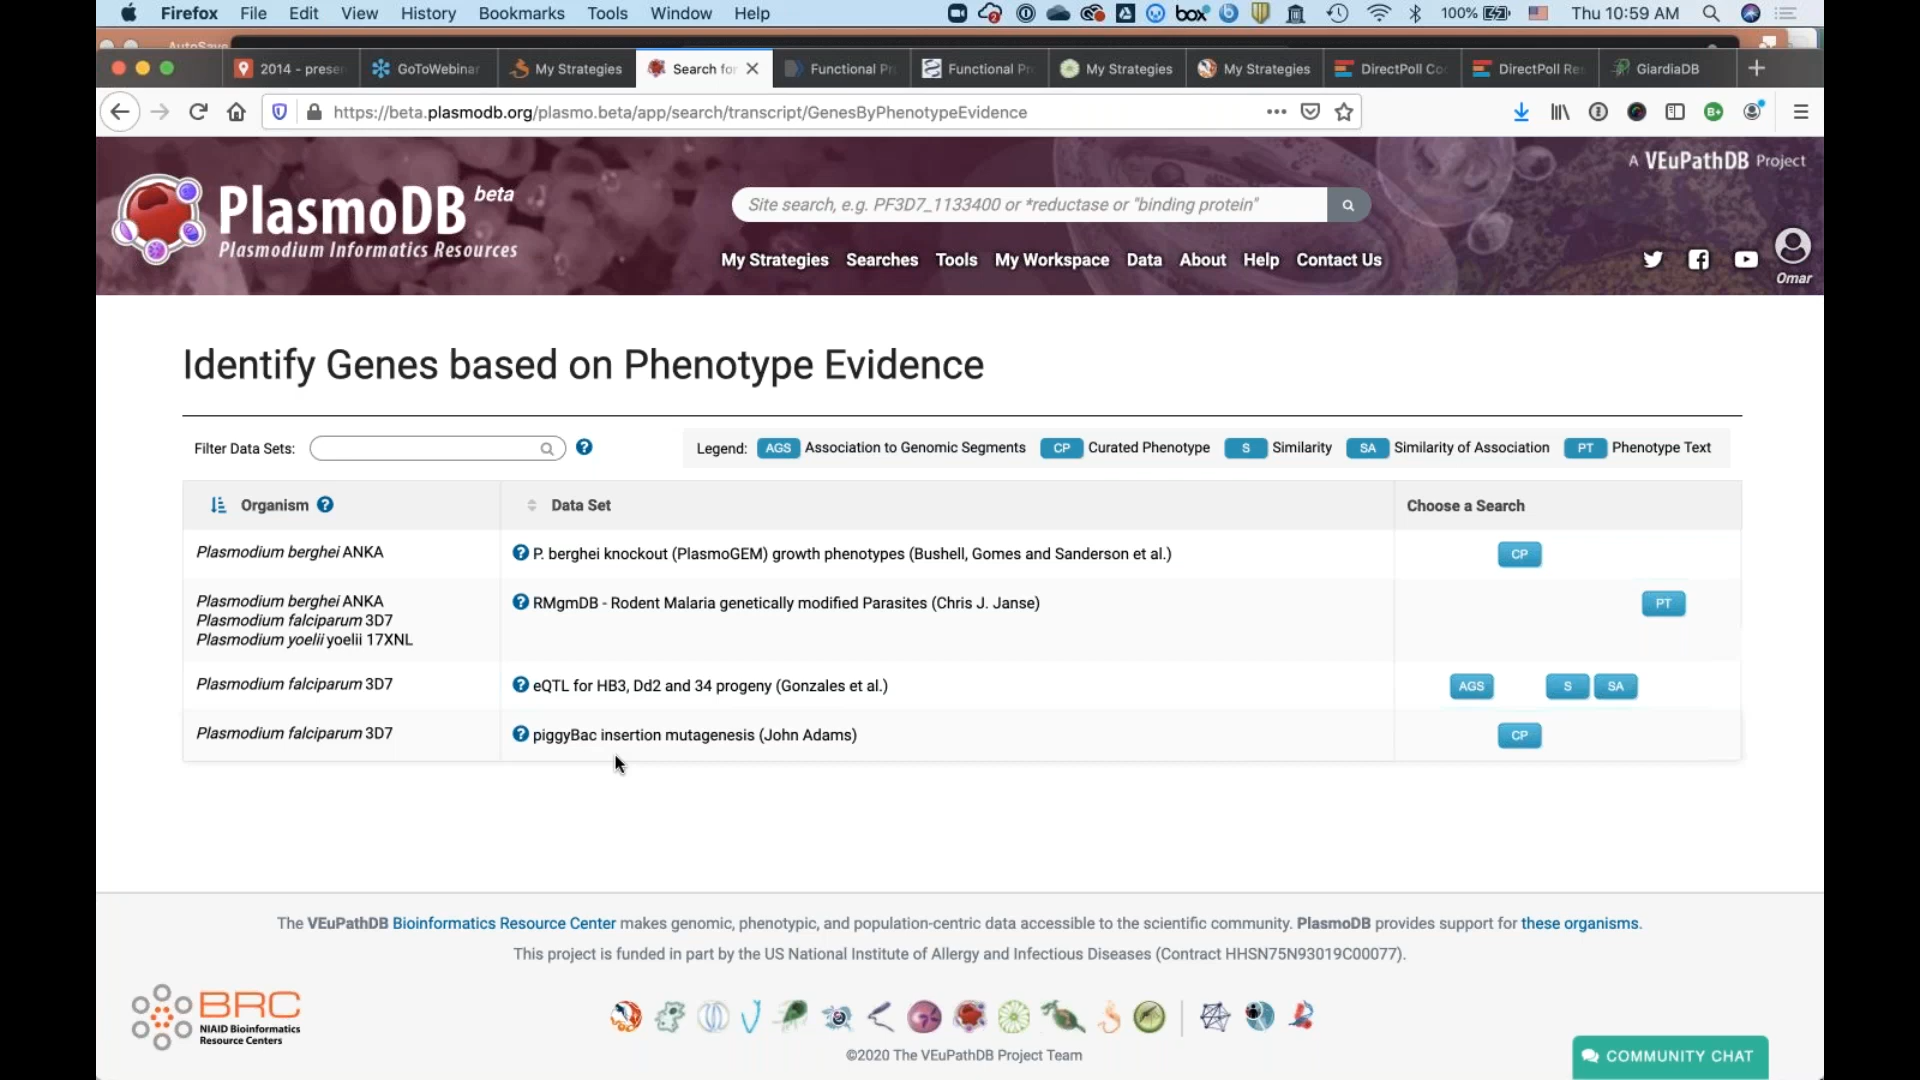 Firefox File Edit View History Bookmarks Tools Window Help box 100% Thu 10:59 AM
AutoSave
2014 - prese GoToWebinar My Strategies Search for Functional Pr Functional Pr My Strategies My Strategies DirectPoll Co DirectPoll Re GiardiaDB
https://beta.plasmodb.org/plasmo.beta/app/search/transcript/GenesByPhenotypeEvidence
A VEuPathDB Project
PlasmoDB beta
Plasmodium Informatics Resources
Site search, e.g. PF3D7_1133400 or *reductase or "binding protein"
My Strategies Searches Tools My Workspace Data About Help Contact Us
Omar
Identify Genes based on Phenotype Evidence
Filter Data Sets:
Legend: AGS Association to Genomic Segments CP Curated Phenotype S Similarity SA Similarity of Association PT Phenotype Text
Organism Data Set Choose a Search
Plasmodium berghei ANKA P. berghei knockout (PlasmoGEM) growth phenotypes (Bushell, Gomes and Sanderson et al.) CP
Plasmodium berghei ANKA RMgmDB - Rodent Malaria genetically modified Parasites (Chris J. Janse) PT
Plasmodium falciparum 3D7
Plasmodium yoelii yoelii 17XNL
Plasmodium falciparum 3D7 eQTL for HB3, Dd2 and 34 progeny (Gonzales et al.) AGS S SA
Plasmodium falciparum 3D7 piggyBac insertion mutagenesis (John Adams) CP
The VEuPathDB Bioinformatics Resource Center makes genomic, phenotypic, and population-centric data accessible to the scientific community. PlasmoDB provides support for these organisms.
This project is funded in part by the US National Institute of Allergy and Infectious Diseases (Contract HHSN75N93019C00077).
BRC
NIAID Bioinformatics
Resource Centers
©2020 The VEuPathDB Project Team
COMMUNITY CHAT